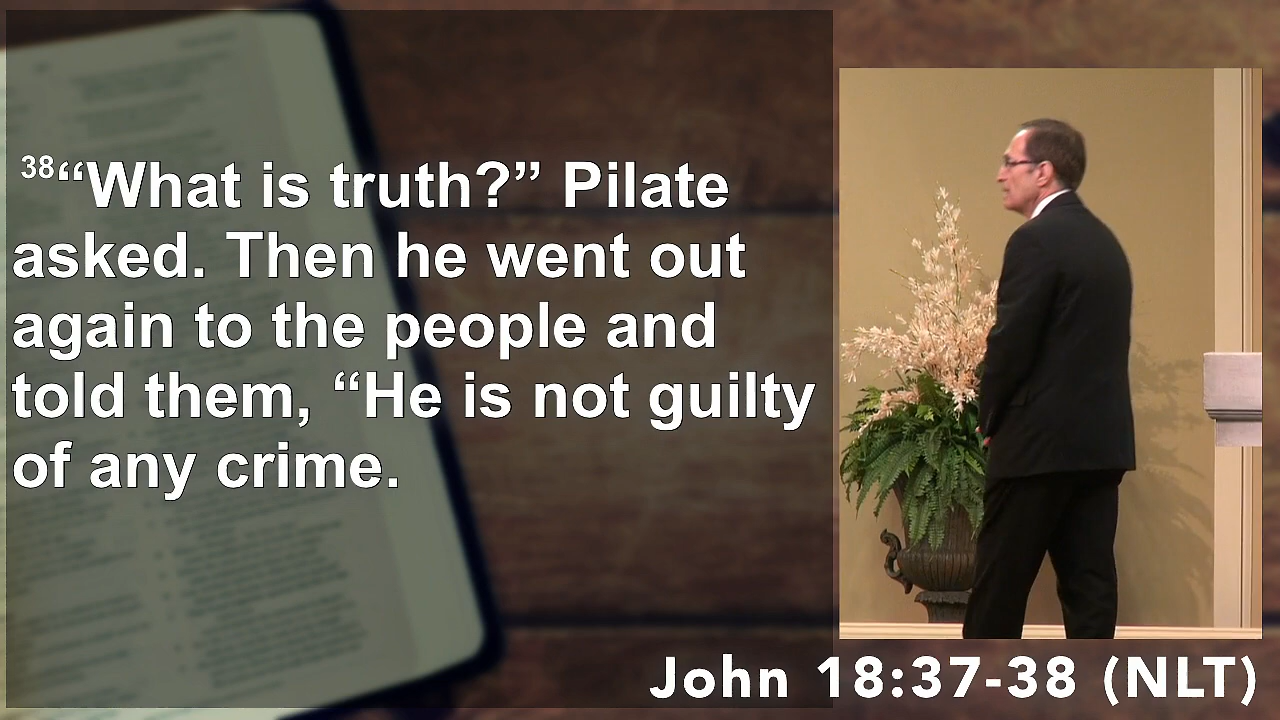 38“What is truth?” Pilate
asked. Then he went out
again to the people and
told them, “He is not guilty
of any crime.
John 18:37-38 (NLT)